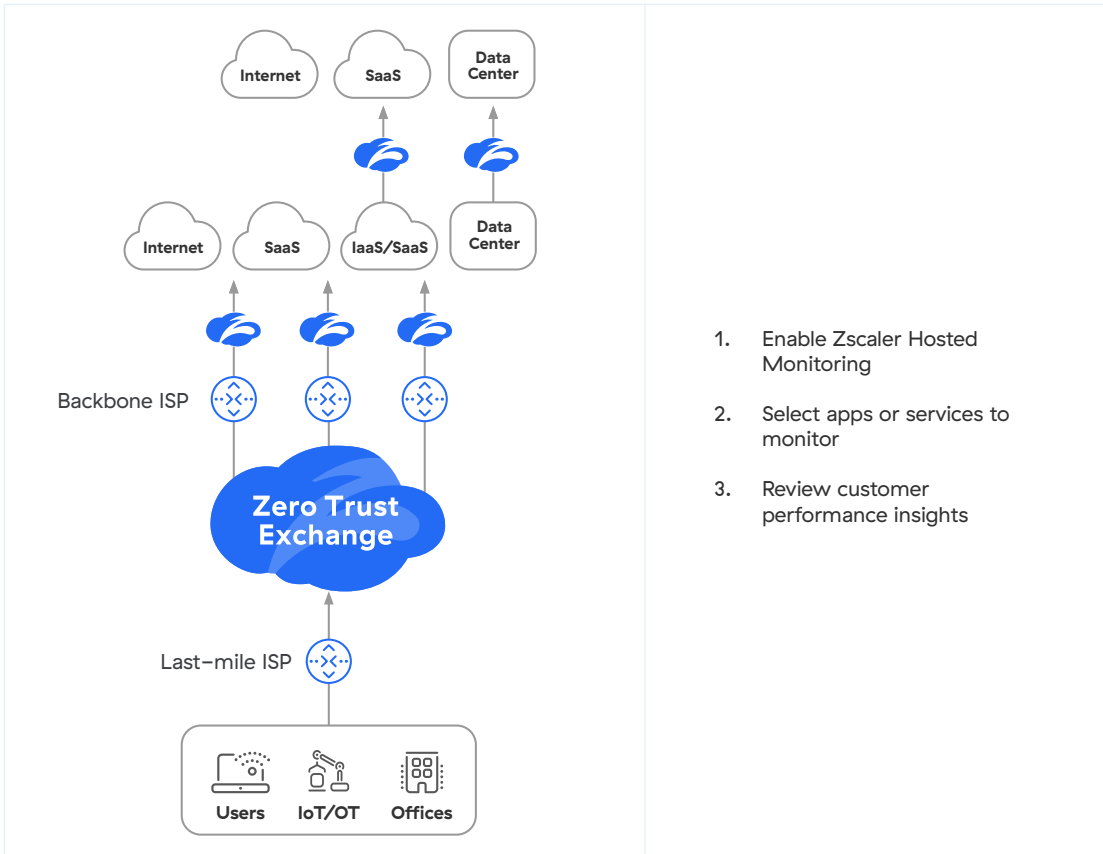 Internet
SaaS
Data
Center
Internet
SaaS
IaaS/SaaS
Data
Center
Backbone ISP
Zero Trust
Exchange
Last-mile ISP
Users
IoT/OT
Offices
1. Enable Zscaler Hosted
Monitoring
2. Select apps or services to
monitor
3. Review customer
performance insights